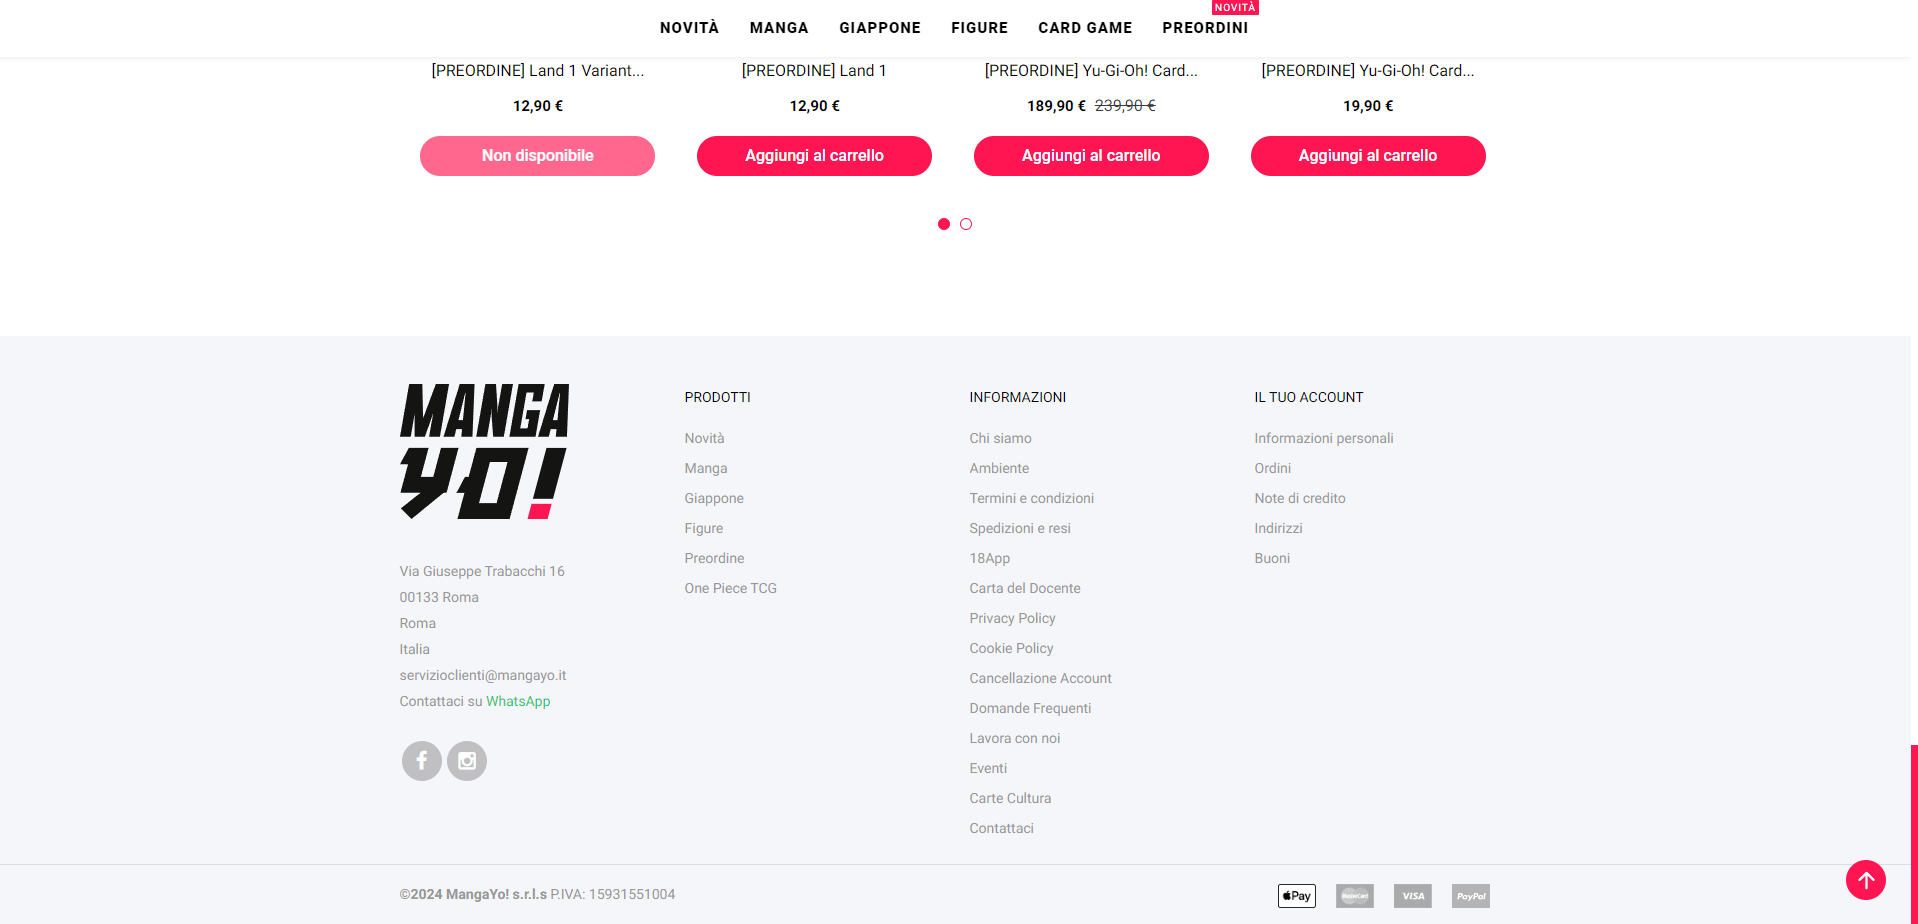 NOVITÀ
NOVITÀ MANGA GIAPPONE FIGURE CARD GAME PREORDINI
[PREORDINE] Land 1 Variant... [PREORDINE] Land 1 [PREORDINE] Yu-Gi-Oh! Card... [PREORDINE] Yu-Gi-Oh! Card...
12,90 € 12,90 € 189,90 € 239,90 € 19,90 €
Non disponibile Aggiungi al carrello Aggiungi al carrello Aggiungi al carrello
MANGA
YO!
Via Giuseppe Trabacchi 16
00133 Roma
Roma
Italia
servizioclienti@mangayo.it
Contattaci su WhatsApp
PRODOTTI
Novità
Manga
Giappone
Figure
Preordine
One Piece TCG
INFORMAZIONI
Chi siamo
Ambiente
Termini e condizioni
Spedizioni e resi
18App
Carta del Docente
Privacy Policy
Cookie Policy
Cancellazione Account
Domande Frequenti
Lavora con noi
Eventi
Carte Cultura
Contattaci
IL TUO ACCOUNT
Informazioni personali
Ordini
Note di credito
Indirizzi
Buoni
©2024 MangaYo! s.r.l.s P.IVA: 15931551004
Pay MasterCard VISA PayPal